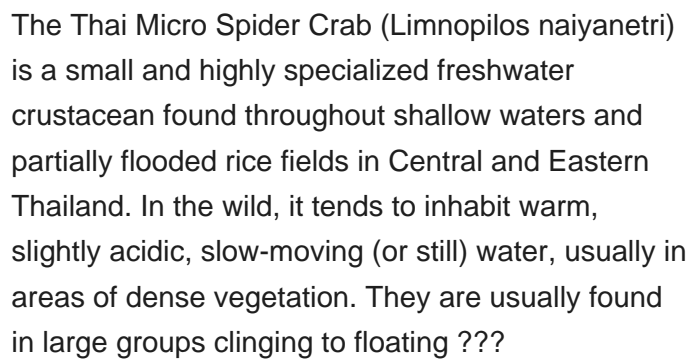 The Thai Micro Spider Crab (Limnopilos naiyanetri)
is a small and highly specialized freshwater
crustacean found throughout shallow waters and
partially flooded rice fields in Central and Eastern
Thailand. In the wild, it tends to inhabit warm,
slightly acidic, slow-moving (or still) water, usually in
areas of dense vegetation. They are usually found
in large groups clinging to floating ???